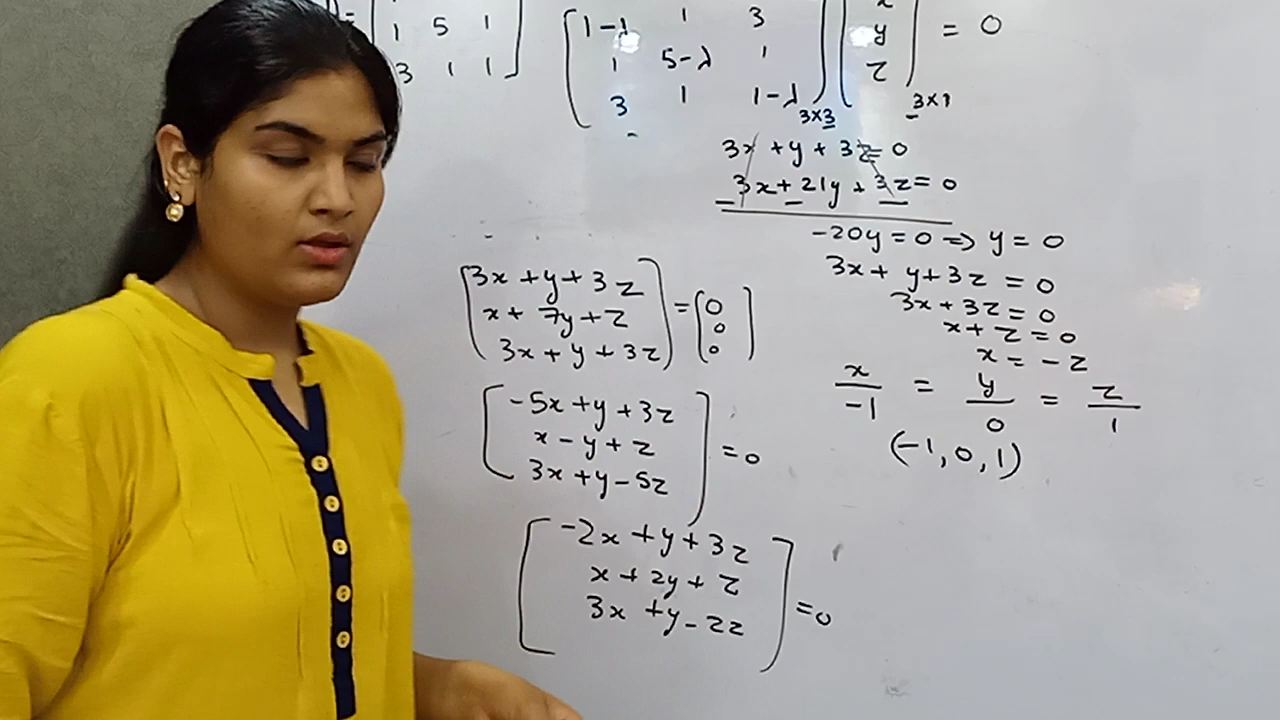 = [ 1 5 1
3 1 1 ]
[ 1-λ 1 3
1 5-λ 1
3 1 1-λ ] 3×3
[ x
y
z ] 3×1 = 0
3x + y + 3z = 0
3x + 21y + 3z = 0
- - -
-20y = 0 => y = 0
3x + y + 3z = 0
3x + 3z = 0
x + z = 0
x = -z
x/-1 = y/0 = z/1
(-1, 0, 1)
[ 3x + y + 3z
x + 7y + z
3x + y + 3z ] = [ 0
0
0 ]
[ -5x + y + 3z
x - y + z
3x + y - 5z ] = 0
[ -2x + y + 3z
x + 2y + z
3x + y - 2z ] = 0